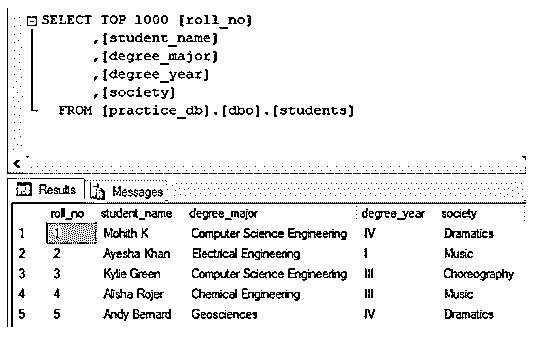 SELECT TOP 1000 [roll_no]
,[student_name]
,[degree_major]
,[degree_year]
,[society]
FROM [practice_db].[dbo].[students]
Results Messages
roll_no student_name degree_major degree_year society
1 1 Mohith K Computer Science Engineering IV Dramatics
2 2 Ayesha Khan Electrical Engineering I Music
3 3 Kylie Green Computer Science Engineering III Choreography
4 4 Alisha Rojer Chemical Engineering III Music
5 5 Andy Bernard Geosciences IV Dramatics